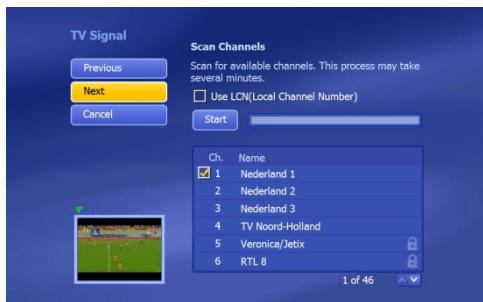 TV Signal
Scan Channels
Previous
Next
Cancel
Scan for available channels. This process may take
several minutes.
Use LCN(Local Channel Number)
Start
Ch. Name
1 Nederland 1
2 Nederland 2
3 Nederland 3
4 TV Noord-Holland
5 Veronica/Jetix
6 RTL 8
1 of 46